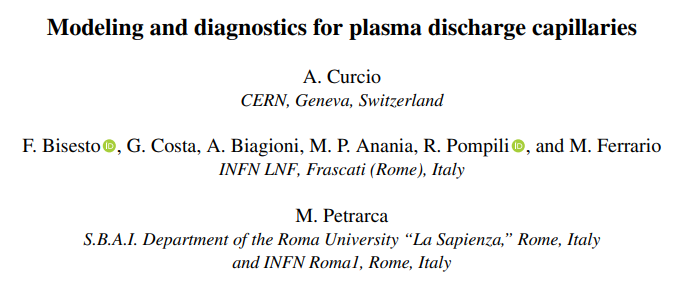 Modeling and diagnostics for plasma discharge capillaries
A. Curcio
CERN, Geneva, Switzerland
F. Bisesto iD, G. Costa, A. Biagioni, M. P. Anania, R. Pompili iD, and M. Ferrario
INFN LNF, Frascati (Rome), Italy
M. Petrarca
S.B.A.I. Department of the Roma University “La Sapienza,” Rome, Italy
and INFN Roma1, Rome, Italy